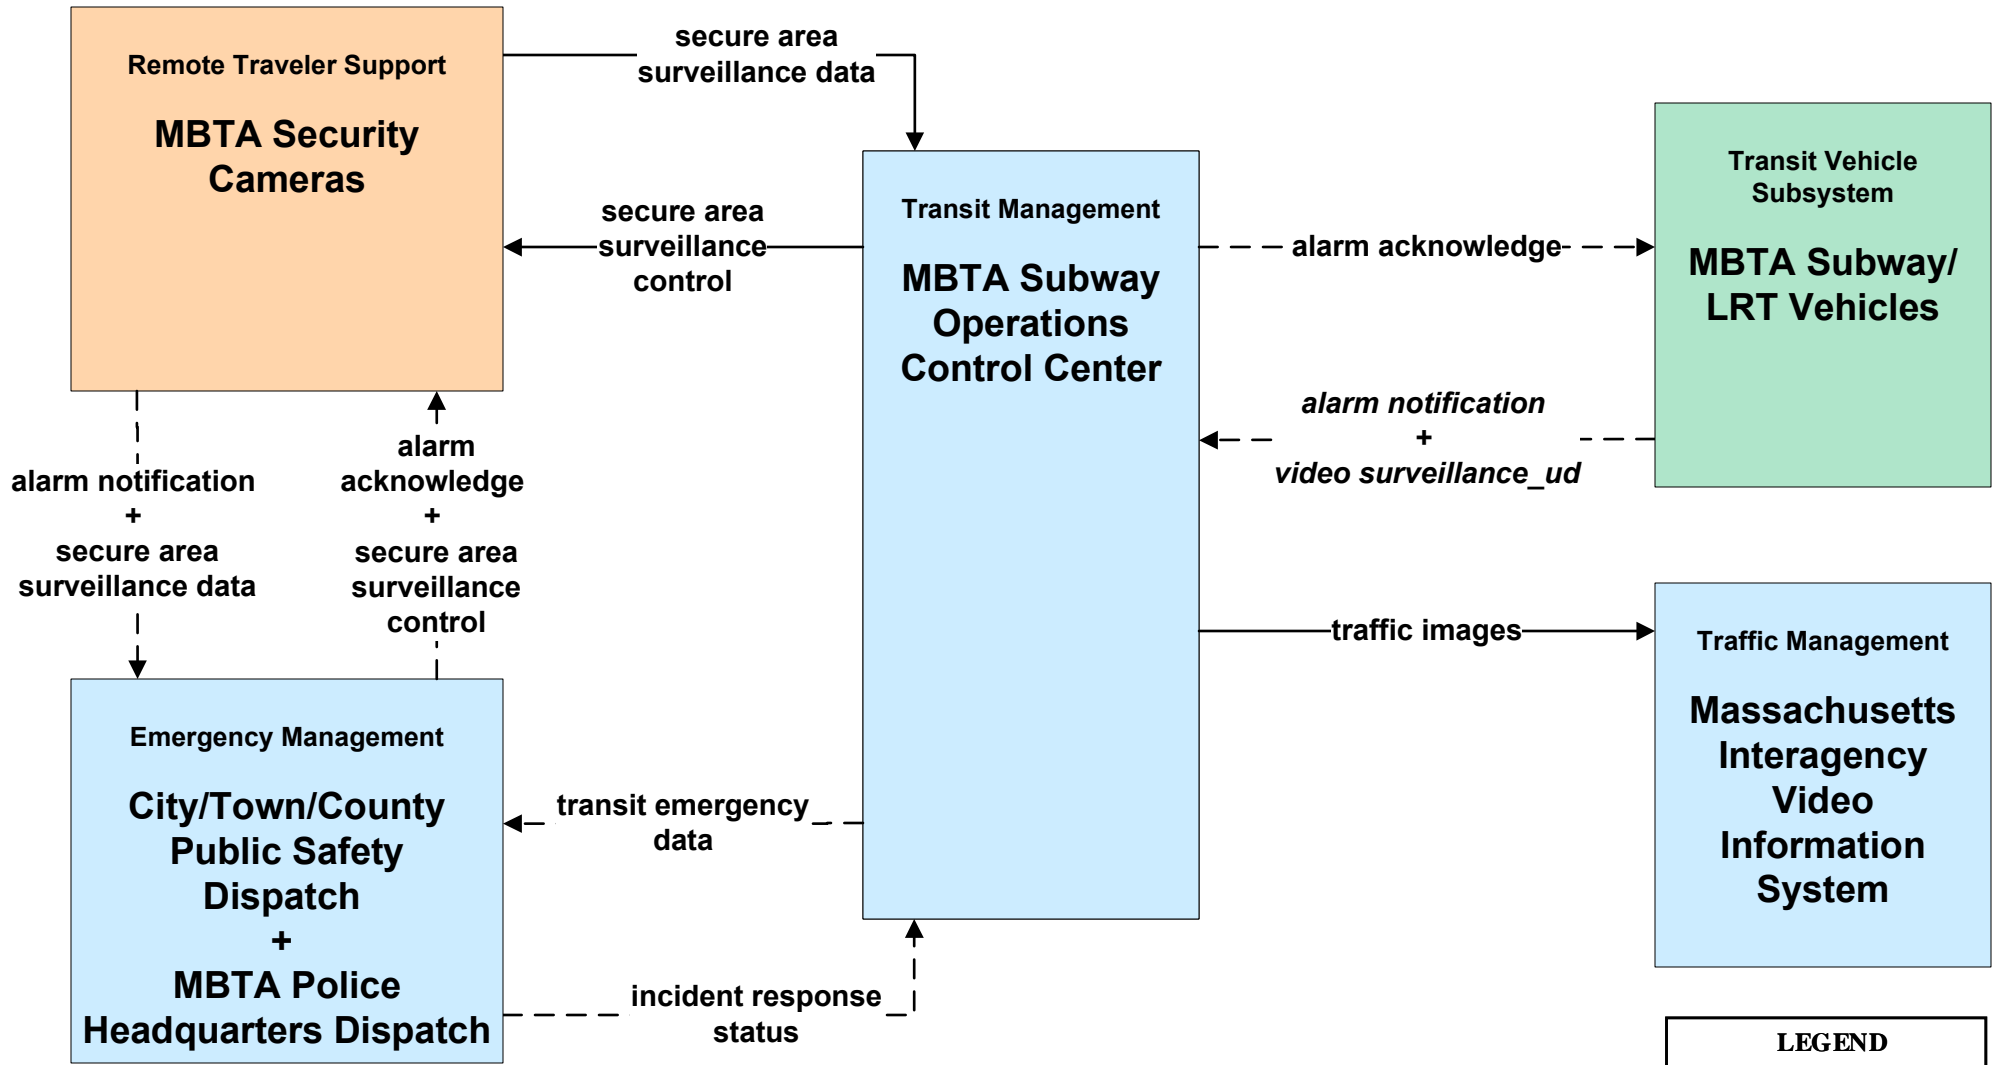 Remote Traveler Support
MBTA Security
Cameras
secure area
surveillance data
secure area
surveillance
control
Transit Management
MBTA Subway
Operations
Control Center
alarm acknowledge
Transit Vehicle
Subsystem
MBTA Subway/
LRT Vehicles
alarm notification
+
video surveillance_ud
alarm notification
+
secure area
surveillance data
alarm
acknowledge
+
secure area
surveillance
control
traffic images
Traffic Management
Massachusetts
Interagency
Video
Information
System
Emergency Management
City/Town/County
Public Safety
Dispatch
+
MBTA Police
Headquarters Dispatch
transit emergency
data
incident response
status
LEGEND